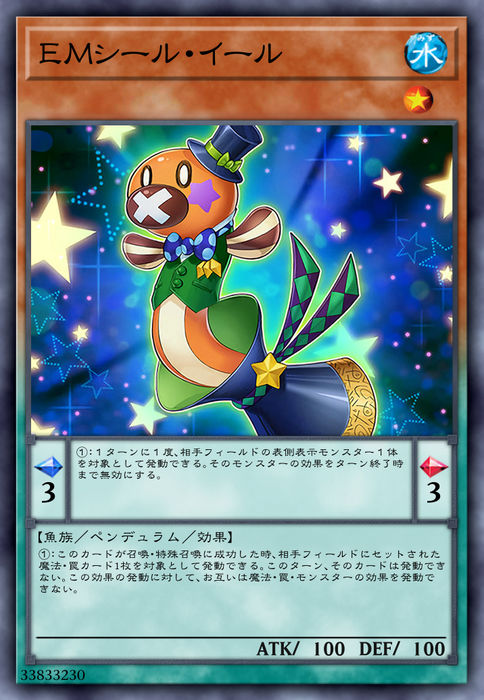 EMシール・イール
みず
水
①：１ターンに１度、相手フィールドの表側表示モンスター１体
を対象として発動できる。そのモンスターの効果をターン終了時
まで無効にする。
3
3
【魚族／ペンデュラム／効果】
①：このカードが召喚・特殊召喚に成功した時、相手フィールドにセットされた
魔法・罠カード1枚を対象として発動できる。このターン、そのカードは発動でき
ない。この効果の発動に対して、お互いは魔法・罠・モンスターの効果を発動で
きない。
ATK/ 100 DEF/ 100
33833230